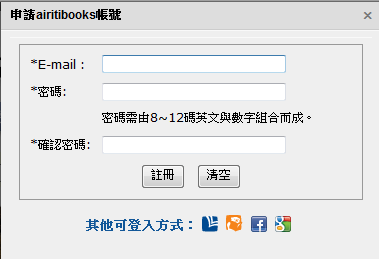 申請airitibooks帳號
*E-mail：
*密碼：
密碼需由8~12碼英文與數字組合而成。
*確認密碼：
註冊 清空
其他可登入方式：